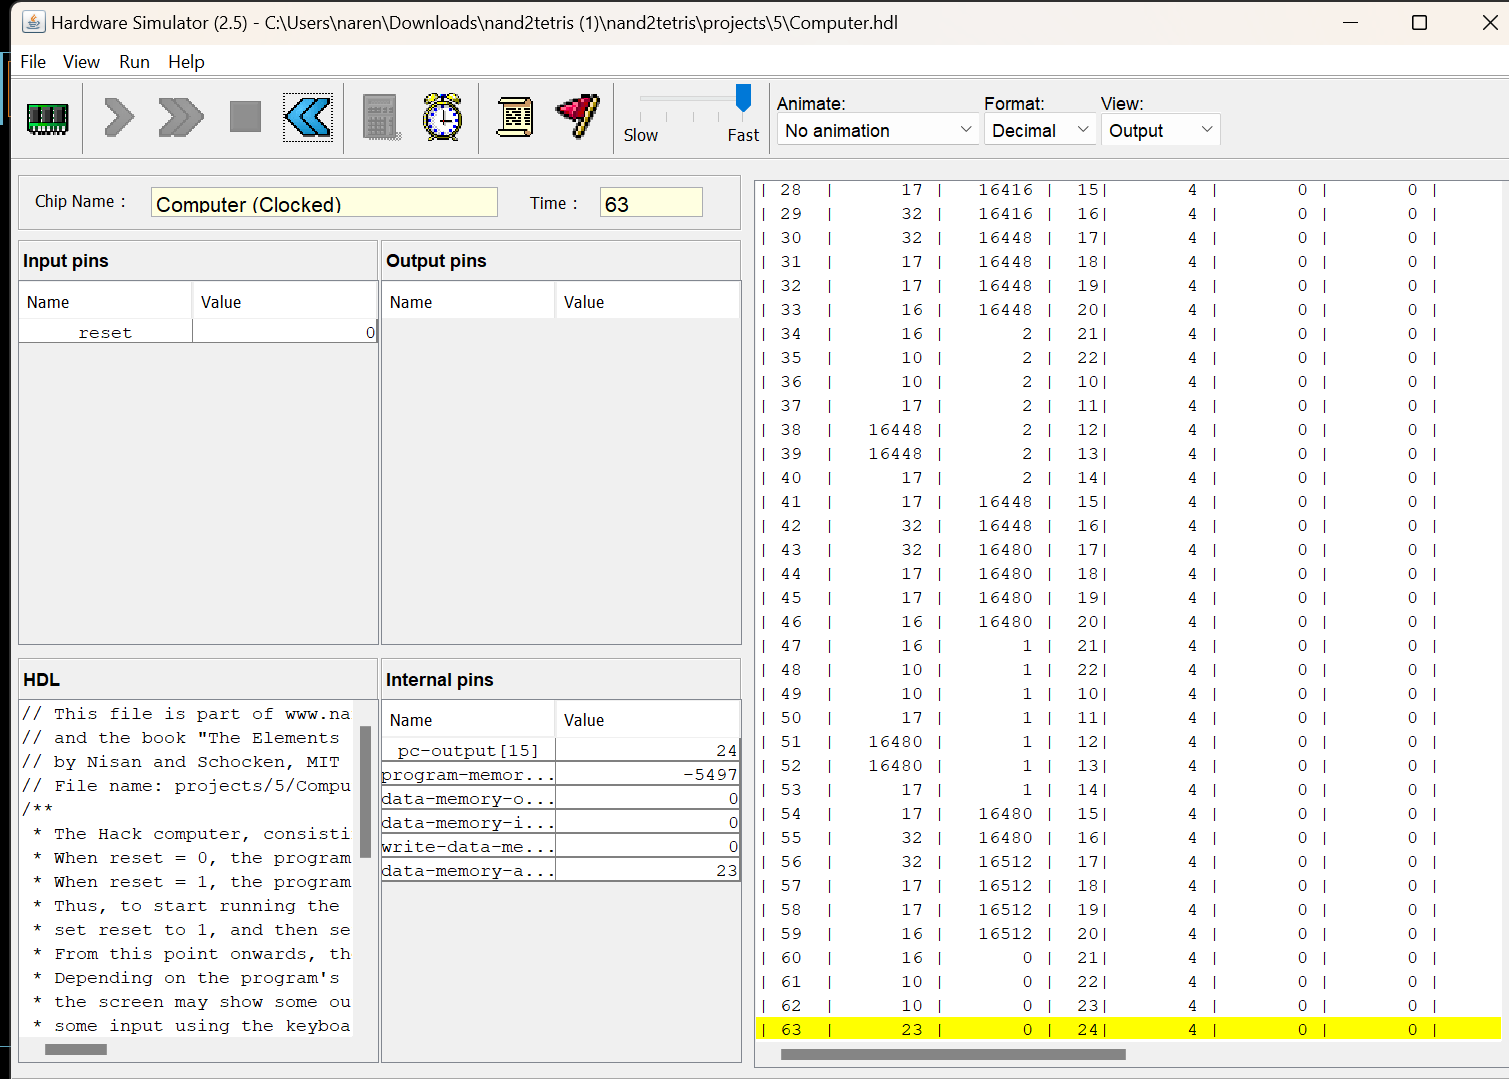 Hardware Simulator (2.5) - C:\Users\naren\Downloads\nand2tetris (1)\nand2tetris\projects\5\Computer.hdl
File View Run Help
Slow Fast
Animate: Format: View:
No animation Decimal Output
Chip Name : Computer (Clocked) Time : 63
Input pins
Name Value
reset 0
Output pins
Name Value
HDL
// This file is part of www.na
// and the book "The Elements
// by Nisan and Schocken, MIT
// File name: projects/5/Compu
/**
* The Hack computer, consisti
* When reset = 0, the program
* When reset = 1, the program
* Thus, to start running the
* set reset to 1, and then se
* From this point onwards, th
* Depending on the program's
* the screen may show some ou
* some input using the keyboa
Internal pins
Name Value
pc-output[15] 24
program-memor... -5497
data-memory-o... 0
data-memory-i... 0
write-data-me... 0
data-memory-a... 23
| 28 | 17 | 16416 | 15| 4 | 0 | 0 |
| 29 | 32 | 16416 | 16| 4 | 0 | 0 |
| 30 | 32 | 16448 | 17| 4 | 0 | 0 |
| 31 | 17 | 16448 | 18| 4 | 0 | 0 |
| 32 | 17 | 16448 | 19| 4 | 0 | 0 |
| 33 | 16 | 16448 | 20| 4 | 0 | 0 |
| 34 | 16 | 2 | 21| 4 | 0 | 0 |
| 35 | 10 | 2 | 22| 4 | 0 | 0 |
| 36 | 10 | 2 | 10| 4 | 0 | 0 |
| 37 | 17 | 2 | 11| 4 | 0 | 0 |
| 38 | 16448 | 2 | 12| 4 | 0 | 0 |
| 39 | 16448 | 2 | 13| 4 | 0 | 0 |
| 40 | 17 | 2 | 14| 4 | 0 | 0 |
| 41 | 17 | 16448 | 15| 4 | 0 | 0 |
| 42 | 32 | 16448 | 16| 4 | 0 | 0 |
| 43 | 32 | 16480 | 17| 4 | 0 | 0 |
| 44 | 17 | 16480 | 18| 4 | 0 | 0 |
| 45 | 17 | 16480 | 19| 4 | 0 | 0 |
| 46 | 16 | 16480 | 20| 4 | 0 | 0 |
| 47 | 16 | 1 | 21| 4 | 0 | 0 |
| 48 | 10 | 1 | 22| 4 | 0 | 0 |
| 49 | 10 | 1 | 10| 4 | 0 | 0 |
| 50 | 17 | 1 | 11| 4 | 0 | 0 |
| 51 | 16480 | 1 | 12| 4 | 0 | 0 |
| 52 | 16480 | 1 | 13| 4 | 0 | 0 |
| 53 | 17 | 1 | 14| 4 | 0 | 0 |
| 54 | 17 | 16480 | 15| 4 | 0 | 0 |
| 55 | 32 | 16480 | 16| 4 | 0 | 0 |
| 56 | 32 | 16512 | 17| 4 | 0 | 0 |
| 57 | 17 | 16512 | 18| 4 | 0 | 0 |
| 58 | 17 | 16512 | 19| 4 | 0 | 0 |
| 59 | 16 | 16512 | 20| 4 | 0 | 0 |
| 60 | 16 | 0 | 21| 4 | 0 | 0 |
| 61 | 10 | 0 | 22| 4 | 0 | 0 |
| 62 | 10 | 0 | 23| 4 | 0 | 0 |
| 63 | 23 | 0 | 24| 4 | 0 | 0 |